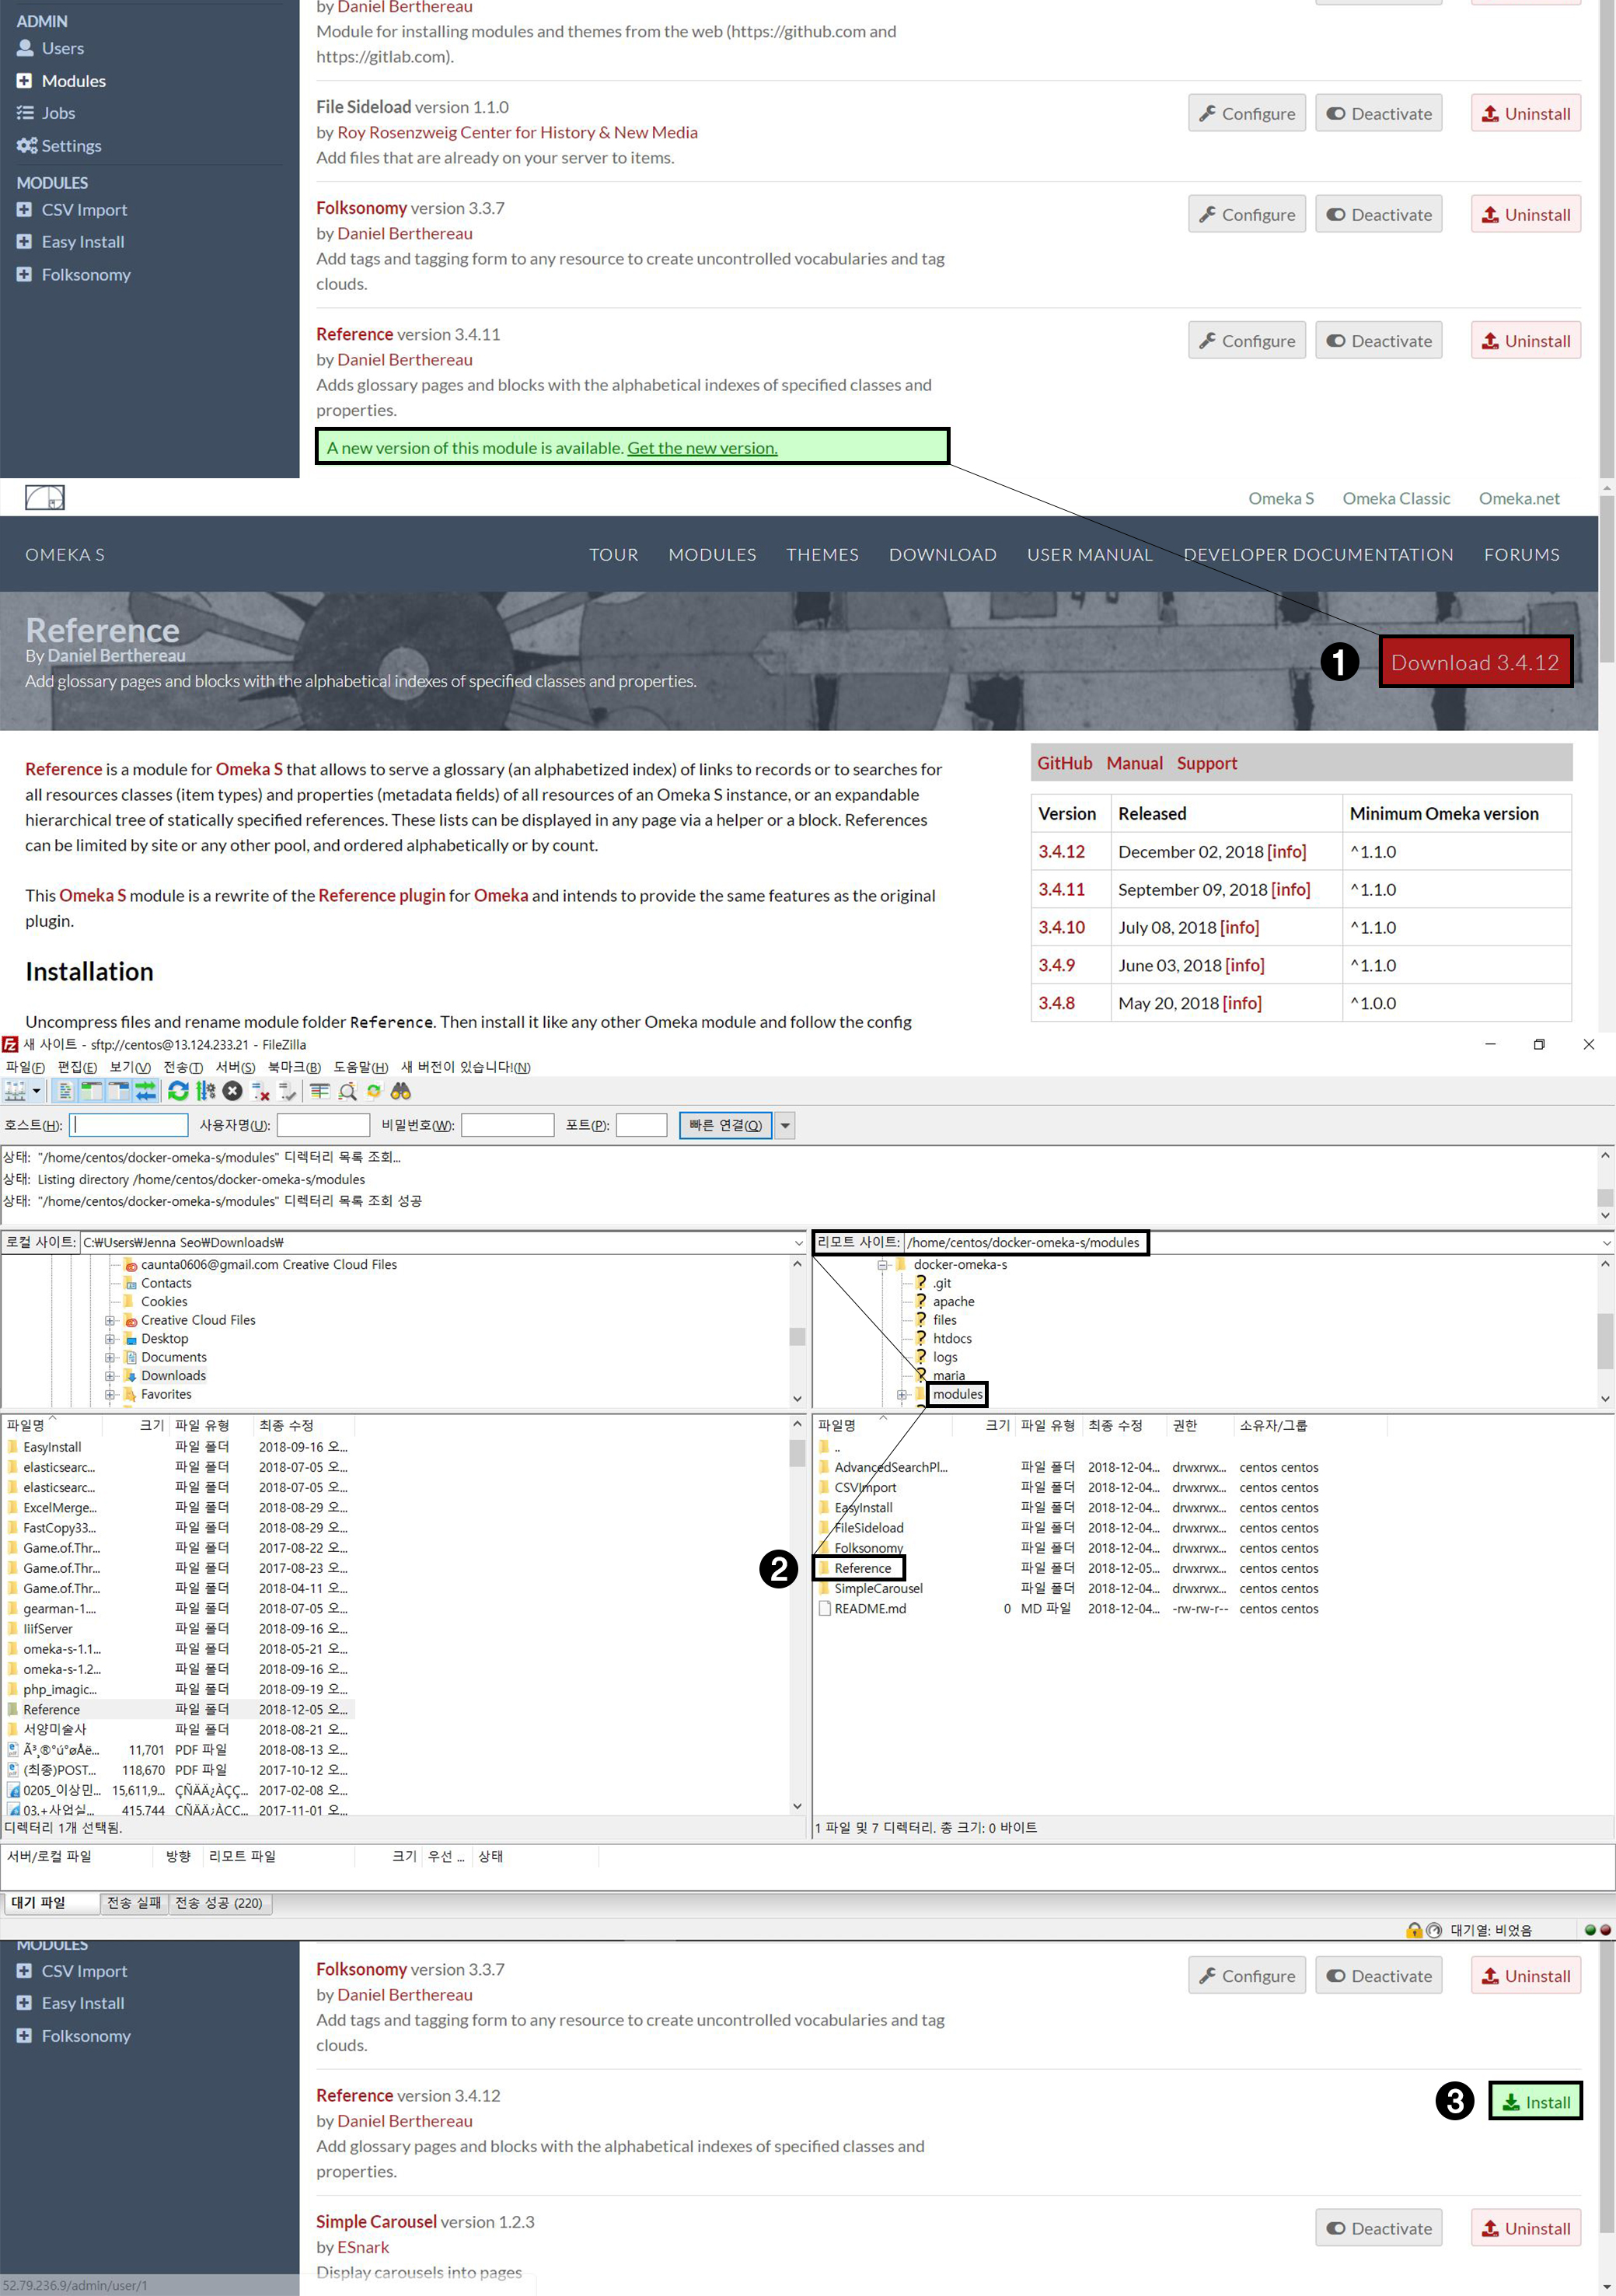 ADMIN
Users
Modules
Jobs
Settings
MODULES
CSV Import
Easy Install
Folksonomy
by Daniel Berthereau
Module for installing modules and themes from the web (https://github.com and
https://gitlab.com).
File Sideload version 1.1.0
by Roy Rosenzweig Center for History & New Media
Add files that are already on your server to items.
Configure Deactivate Uninstall
Folksonomy version 3.3.7
by Daniel Berthereau
Add tags and tagging form to any resource to create uncontrolled vocabularies and tag
clouds.
Configure Deactivate Uninstall
Reference version 3.4.11
by Daniel Berthereau
Adds glossary pages and blocks with the alphabetical indexes of specified classes and
properties.
Configure Deactivate Uninstall
A new version of this module is available. Get the new version.
Omeka S Omeka Classic Omeka.net
OMEKA S TOUR MODULES THEMES DOWNLOAD USER MANUAL DEVELOPER DOCUMENTATION FORUMS
Reference
By Daniel Berthereau
Add glossary pages and blocks with the alphabetical indexes of specified classes and properties.
1 Download 3.4.12
Reference is a module for Omeka S that allows to serve a glossary (an alphabetized index) of links to records or to searches for
all resources classes (item types) and properties (metadata fields) of all resources of an Omeka S instance, or an expandable
hierarchical tree of statically specified references. These lists can be displayed in any page via a helper or a block. References
can be limited by site or any other pool, and ordered alphabetically or by count.
This Omeka S module is a rewrite of the Reference plugin for Omeka and intends to provide the same features as the original
plugin.
Installation
Uncompress files and rename module folder Reference. Then install it like any other Omeka module and follow the config
GitHub Manual Support
Version Released Minimum Omeka version
3.4.12 December 02, 2018 [info] ^1.1.0
3.4.11 September 09, 2018 [info] ^1.1.0
3.4.10 July 08, 2018 [info] ^1.1.0
3.4.9 June 03, 2018 [info] ^1.1.0
3.4.8 May 20, 2018 [info] ^1.0.0
새 사이트 - sftp://centos@13.124.233.21 - FileZilla
파일(F) 편집(E) 보기(V) 전송(T) 서버(S) 북마크(B) 도움말(H) 새 버전이 있습니다!(N)
호스트(H): 사용자명(U): 비밀번호(W): 포트(P): 빠른 연결(Q)
상태: "/home/centos/docker-omeka-s/modules" 디렉터리 목록 조회...
상태: Listing directory /home/centos/docker-omeka-s/modules
상태: "/home/centos/docker-omeka-s/modules" 디렉터리 목록 조회 성공
로컬 사이트: C:₩Users₩Jenna Seo₩Downloads₩
caunta0606@gmail.com Creative Cloud Files
Contacts
Cookies
Creative Cloud Files
Desktop
Documents
Downloads
Favorites
리모트 사이트: /home/centos/docker-omeka-s/modules
docker-omeka-s
.git
apache
files
htdocs
logs
maria
modules
파일명 크기 파일 유형 최종 수정
EasyInstall 파일 폴더 2018-09-16 오...
elasticsearc... 파일 폴더 2018-07-05 오...
elasticsearc... 파일 폴더 2018-07-05 오...
ExcelMerge... 파일 폴더 2018-08-29 오...
FastCopy33... 파일 폴더 2018-08-29 오...
Game.of.Thr... 파일 폴더 2017-08-22 오...
Game.of.Thr... 파일 폴더 2017-08-23 오...
Game.of.Thr... 파일 폴더 2018-04-11 오...
gearman-1.... 파일 폴더 2018-07-05 오...
IiifServer 파일 폴더 2018-09-16 오...
omeka-s-1.1... 파일 폴더 2018-05-21 오...
omeka-s-1.2... 파일 폴더 2018-09-16 오...
php_imagic... 파일 폴더 2018-09-19 오...
Reference 파일 폴더 2018-12-05 오...
서양미술사 파일 폴더 2018-08-21 오...
11,701 PDF 파일 2018-08-13 오...
(최종)POST... 118,670 PDF 파일 2017-10-12 오...
0205_이상민... 15,611,9... ÇÑÄÄ¿ÀÇÇ... 2017-02-08 오...
03.+사업실... 415,744 ÇÑÄÄ¿ÀÇÇ... 2017-11-01 오...
디렉터리 1개 선택됨.
파일명 크기 파일 유형 최종 수정 권한 소유자/그룹
..
AdvancedSearchPl... 파일 폴더 2018-12-04... drwxrwx... centos centos
CSVImport 파일 폴더 2018-12-04... drwxrwx... centos centos
EasyInstall 파일 폴더 2018-12-04... drwxrwx... centos centos
FileSideload 파일 폴더 2018-12-04... drwxrwx... centos centos
Folksonomy 파일 폴더 2018-12-04... drwxrwx... centos centos
2 Reference 파일 폴더 2018-12-05... drwxrwx... centos centos
SimpleCarousel 파일 폴더 2018-12-04... drwxrwx... centos centos
README.md 0 MD 파일 2018-12-04... -rw-rw-r-- centos centos
1 파일 및 7 디렉터리. 총 크기: 0 바이트
서버/로컬 파일 방향 리모트 파일 크기 우선 ... 상태
대기 파일 전송 실패 전송 성공 (220)
대기열: 비었음
MODULES
CSV Import
Easy Install
Folksonomy
Folksonomy version 3.3.7
by Daniel Berthereau
Add tags and tagging form to any resource to create uncontrolled vocabularies and tag
clouds.
Configure Deactivate Uninstall
Reference version 3.4.12
by Daniel Berthereau
Add glossary pages and blocks with the alphabetical indexes of specified classes and
properties.
3 Install
Simple Carousel version 1.2.3
by ESnark
Display carousels into pages
Deactivate Uninstall
52.79.236.9/admin/user/1